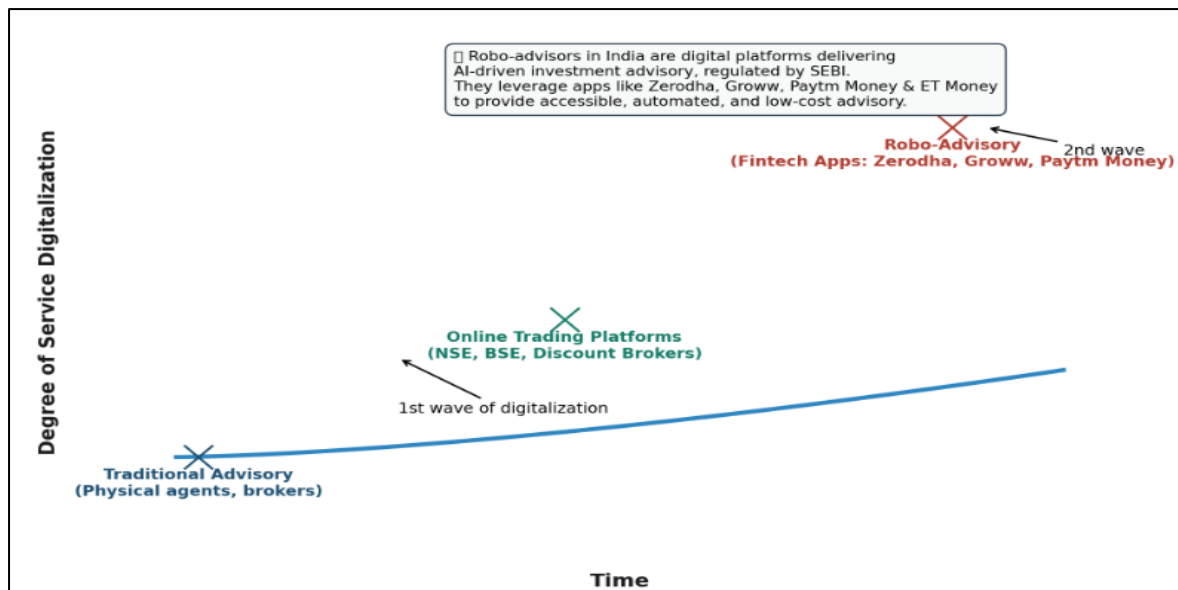 ▯ Robo-advisors in India are digital platforms delivering
AI-driven investment advisory, regulated by SEBI.
They leverage apps like Zerodha, Groww, Paytm Money & ET Money
to provide accessible, automated, and low-cost advisory.
2nd wave
Robo-Advisory
(Fintech Apps: Zerodha, Groww, Paytm Money)
Degree of Service Digitalization
Online Trading Platforms
(NSE, BSE, Discount Brokers)
1st wave of digitalization
Traditional Advisory
(Physical agents, brokers)
Time